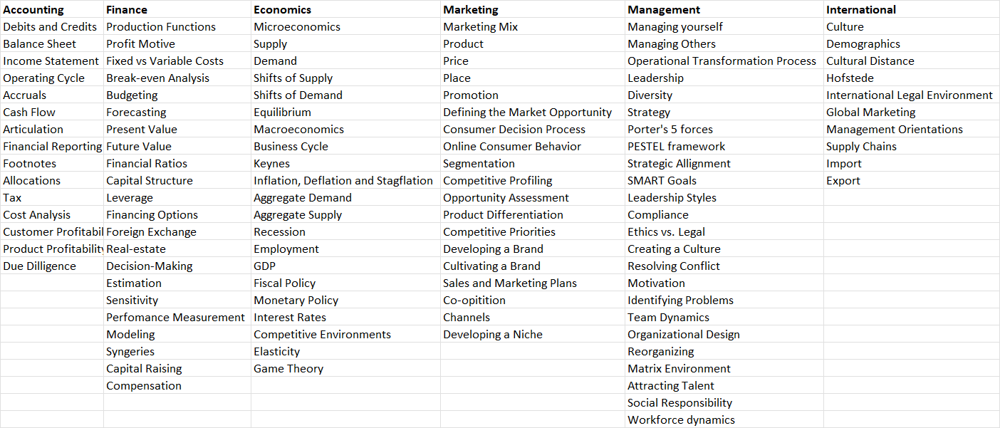 Accounting Finance Economics Marketing Management International
Debits and Credits Production Functions Microeconomics Marketing Mix Managing yourself Culture
Balance Sheet Profit Motive Supply Product Managing Others Demographics
Income Statement Fixed vs Variable Costs Demand Price Operational Transformation Process Cultural Distance
Operating Cycle Break-even Analysis Shifts of Supply Place Leadership Hofstede
Accruals Budgeting Shifts of Demand Promotion Diversity International Legal Environment
Cash Flow Forecasting Equilibrium Defining the Market Opportunity Strategy Global Marketing
Articulation Present Value Macroeconomics Consumer Decision Process Porter's 5 forces Management Orientations
Financial Reporting Future Value Business Cycle Online Consumer Behavior PESTEL framework Supply Chains
Footnotes Financial Ratios Keynes Segmentation Strategic Allignment Import
Allocations Capital Structure Inflation, Deflation and Stagflation Competitive Profiling SMART Goals Export
Tax Leverage Aggregate Demand Opportunity Assessment Leadership Styles
Cost Analysis Financing Options Aggregate Supply Product Differentiation Compliance
Customer Profitabil Foreign Exchange Recession Competitive Priorities Ethics vs. Legal
Product Profitability Real-estate Employment Developing a Brand Creating a Culture
Due Dilligence Decision-Making GDP Cultivating a Brand Resolving Conflict
Estimation Fiscal Policy Sales and Marketing Plans Motivation
Sensitivity Monetary Policy Co-opitition Identifying Problems
Perfomance Measurement Interest Rates Channels Team Dynamics
Modeling Competitive Environments Developing a Niche Organizational Design
Syngeries Elasticity Reorganizing
Capital Raising Game Theory Matrix Environment
Compensation Attracting Talent
Social Responsibility
Workforce dynamics